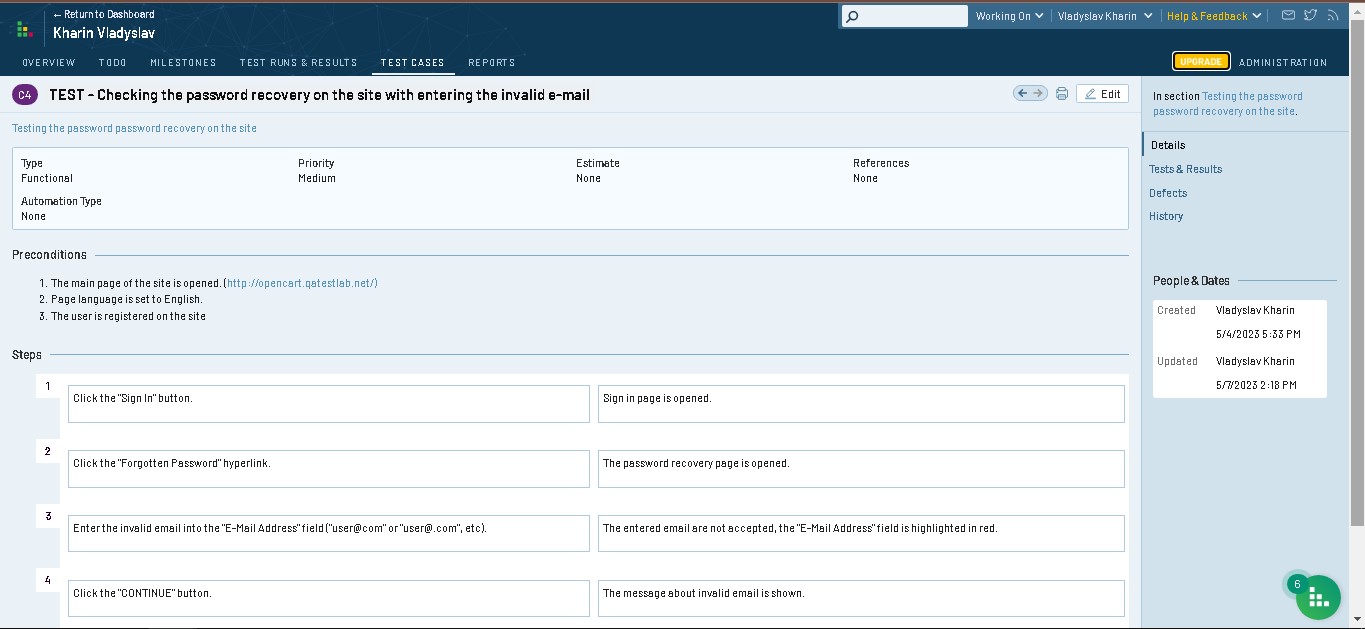 ← Return to Dashboard
Kharin Vladyslav
Working On
Vladyslav Kharin
Help & Feedback
OVERVIEW
TODO
MILESTONES
TEST RUNS & RESULTS
TEST CASES
REPORTS
UPGRADE
ADMINISTRATION
C4
TEST - Checking the password recovery on the site with entering the invalid e-mail
Edit
Testing the password password recovery on the site
Type
Functional
Priority
Medium
Estimate
None
References
None
Automation Type
None
Preconditions
1. The main page of the site is opened. (http://opencart.qatestlab.net/)
2. Page language is set to English.
3. The user is registered on the site
Steps
1
Click the "Sign In" button.
Sign in page is opened.
2
Click the "Forgotten Password" hyperlink.
The password recovery page is opened.
3
Enter the invalid email into the "E-Mail Address" field ("user@com" or "user@.com", etc).
The entered email are not accepted, the "E-Mail Address" field is highlighted in red.
4
Click the "CONTINUE" button.
The message about invalid email is shown.
In section Testing the password
password recovery on the site.
Details
Tests & Results
Defects
History
People & Dates
Created
Vladyslav Kharin
5/4/2023 5:33 PM
Updated
Vladyslav Kharin
5/7/2023 2:18 PM
6